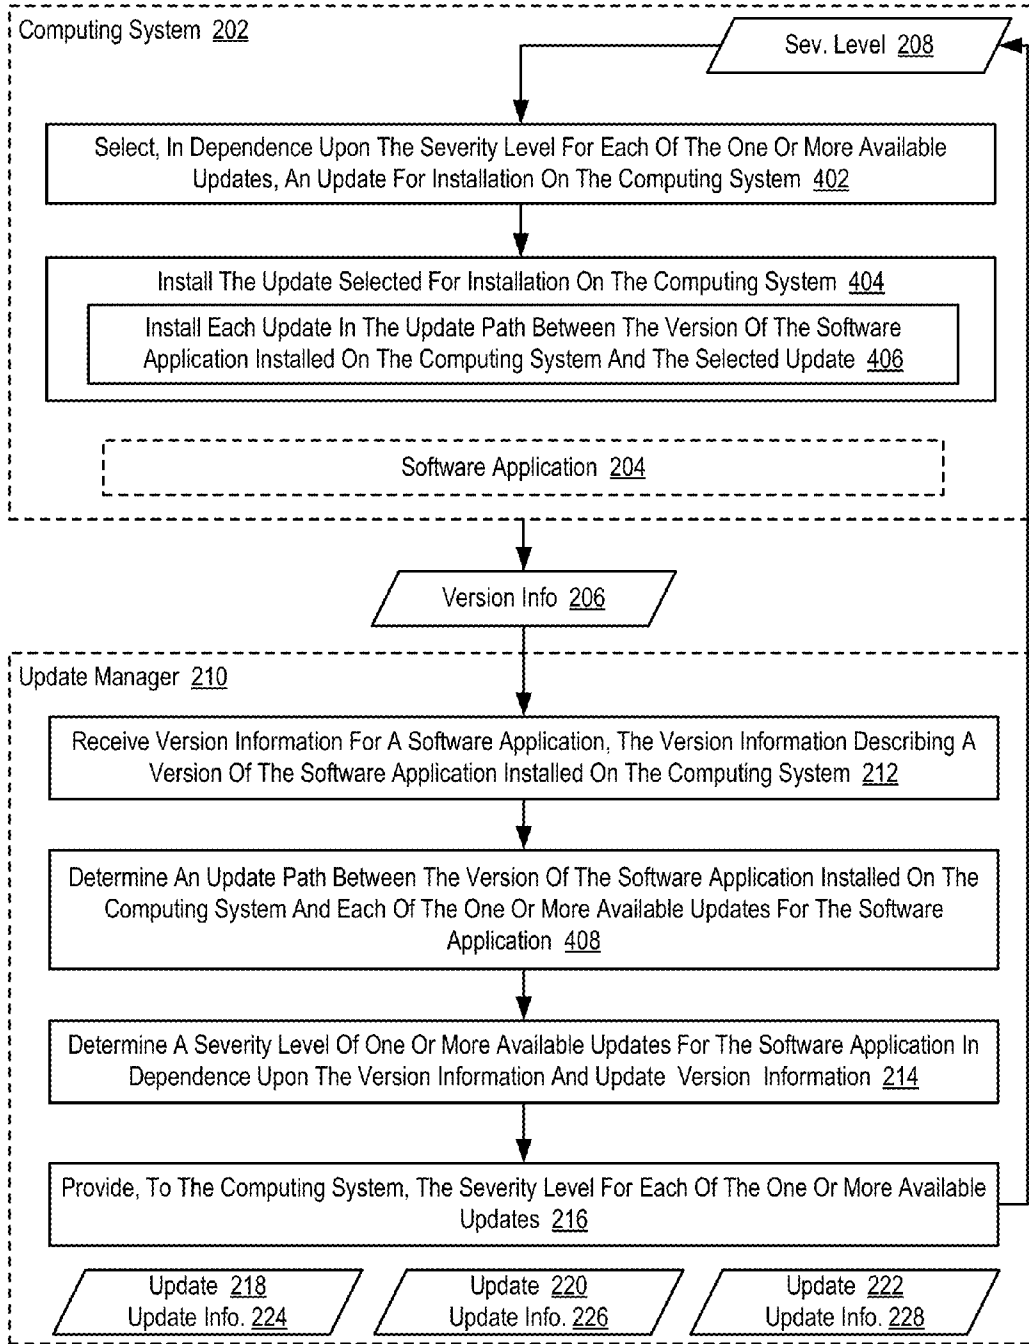 Computing System 202
Sev. Level 208
Select, In Dependence Upon The Severity Level For Each Of The One Or More Available
Updates, An Update For Installation On The Computing System 402
Install The Update Selected For Installation On The Computing System 404
Install Each Update In The Update Path Between The Version Of The Software
Application Installed On The Computing System And The Selected Update 406
Software Application 204
Version Info 206
Update Manager 210
Receive Version Information For A Software Application, The Version Information Describing A
Version Of The Software Application Installed On The Computing System 212
Determine An Update Path Between The Version Of The Software Application Installed On The
Computing System And Each Of The One Or More Available Updates For The Software
Application 408
Determine A Severity Level Of One Or More Available Updates For The Software Application In
Dependence Upon The Version Information And Update Version Information 214
Provide, To The Computing System, The Severity Level For Each Of The One Or More Available
Updates 216
Update 218
Update Info. 224
Update 220
Update Info. 226
Update 222
Update Info. 228